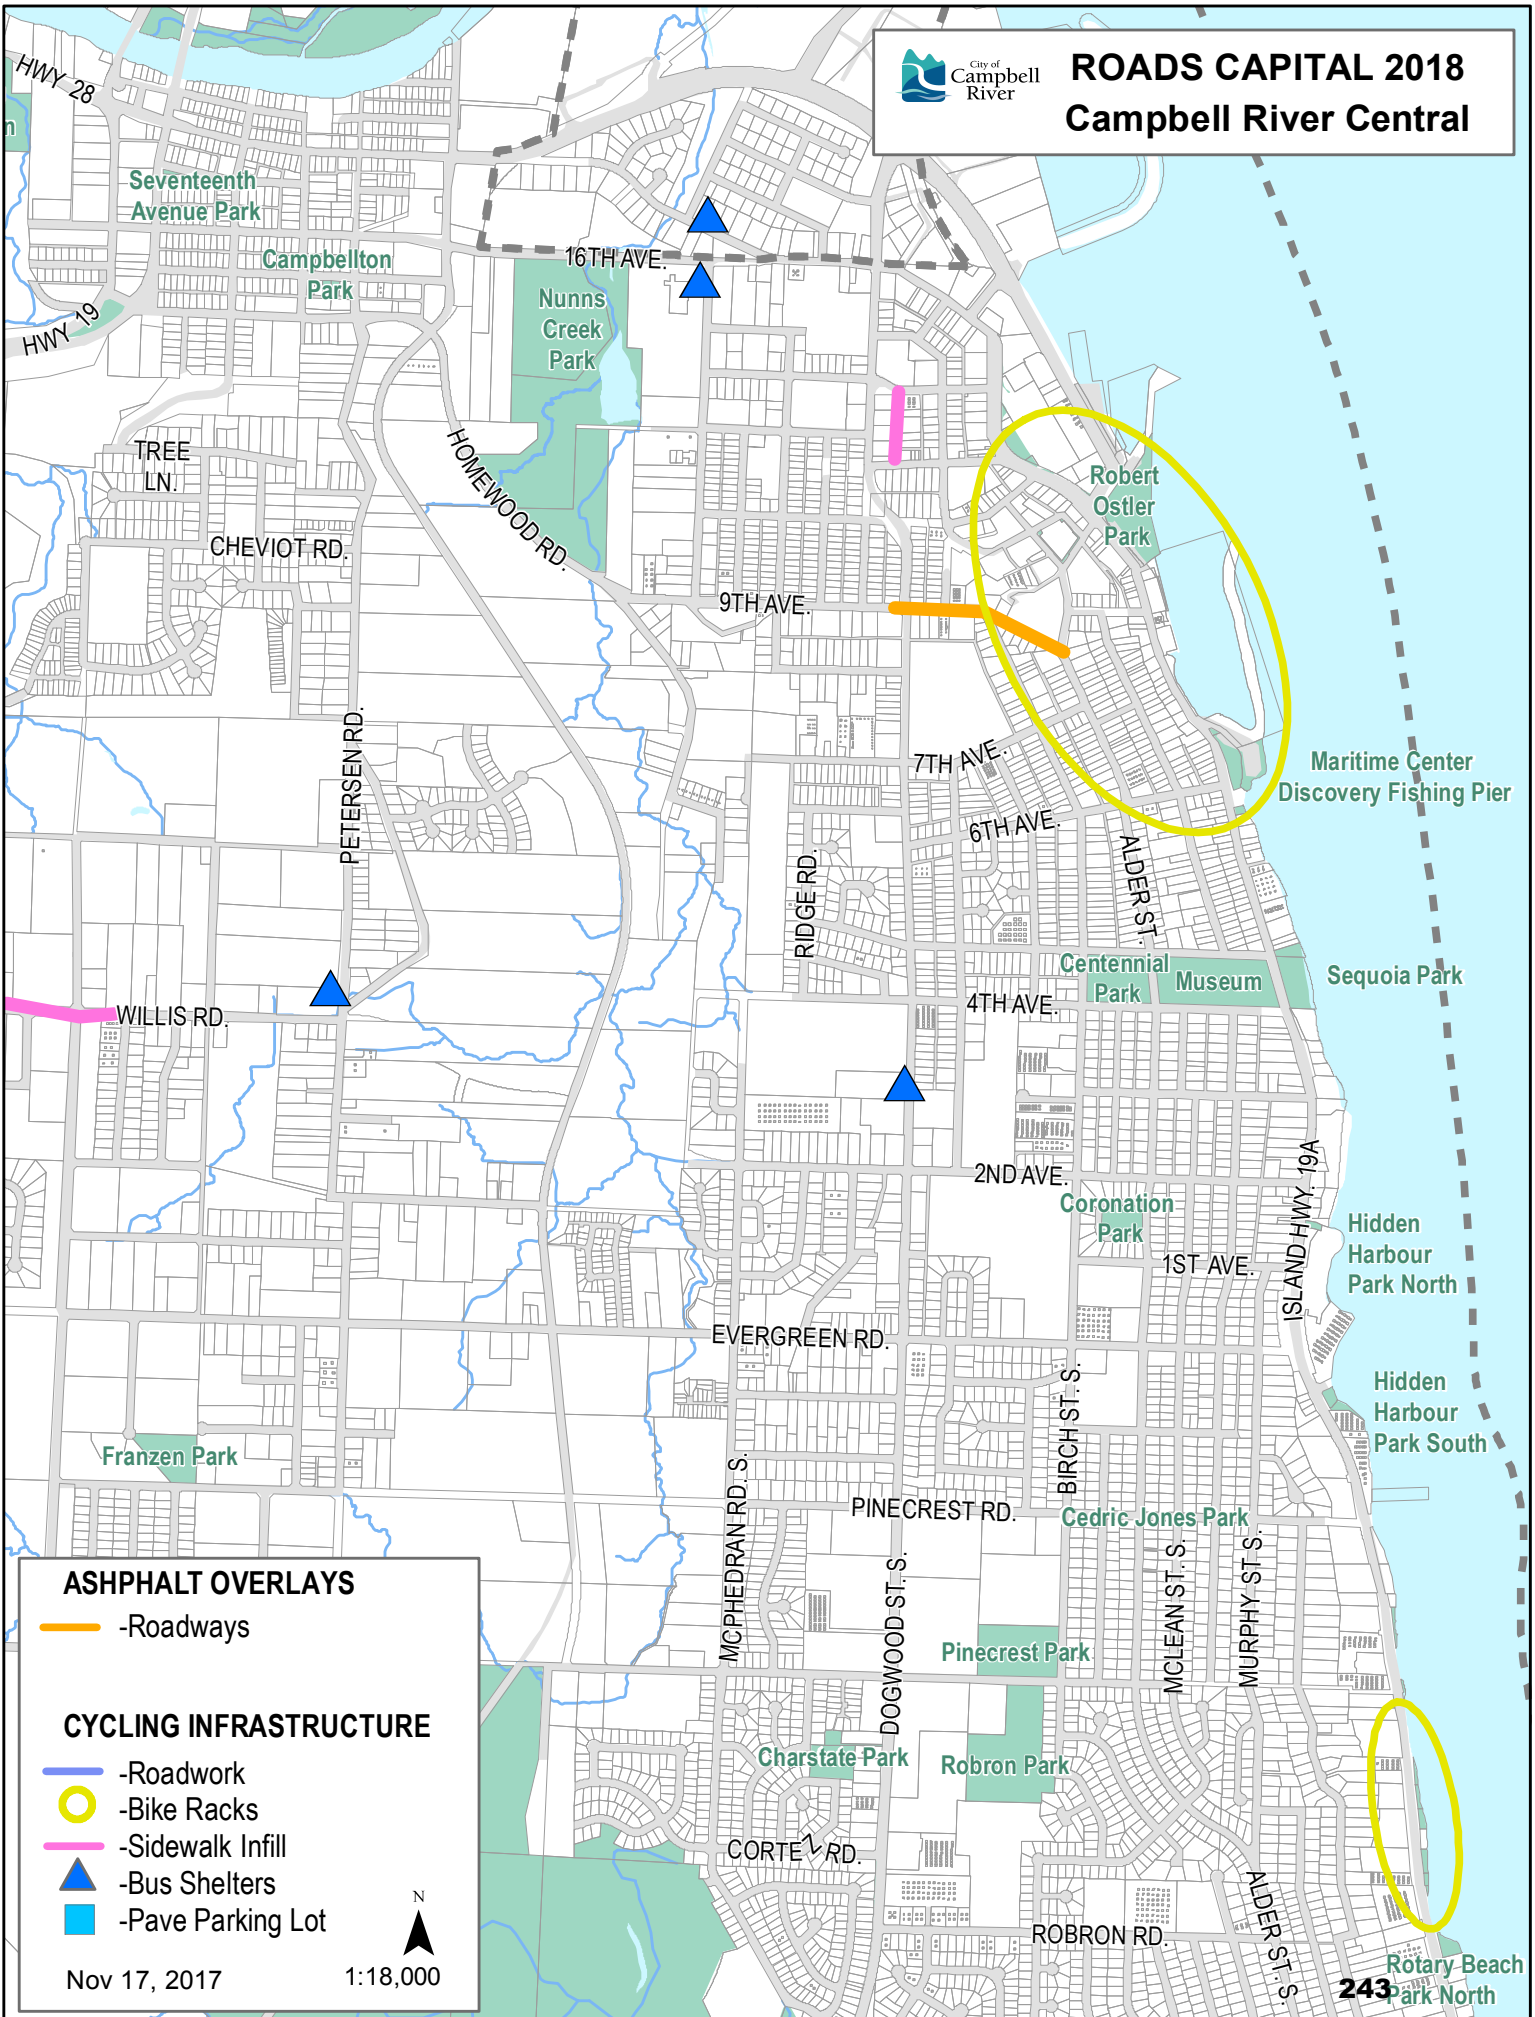 City of
Campbell
River
ROADS CAPITAL 2018
Campbell River Central
HWY 28
n
Seventeenth
Avenue Park
Campbellton
Park
16TH AVE.
Nunns
Creek
Park
HWY 19
TREE
LN.
HOMEWOOD RD.
Robert
Ostler
Park
CHEVIOT RD.
9TH AVE.
PETERSEN RD.
7TH AVE.
Maritime Center
Discovery Fishing Pier
6TH AVE.
ALDER ST.
RIDGE RD.
Centennial
Park
Museum
Sequoia Park
4TH AVE.
WILLIS RD.
2ND AVE.
ISLAND HWY. 19A
Coronation
Park
Hidden
Harbour
Park North
1ST AVE.
EVERGREEN RD.
BIRCH ST. S.
Hidden
Harbour
Park South
Franzen Park
MCPHEDRAN RD. S.
PINECREST RD.
Cedric Jones Park
DOGWOOD ST. S.
MCLEAN ST. S.
MURPHY ST S.
Pinecrest Park
Charstate Park
Robron Park
CORTEZ RD.
ALDER ST. S.
ROBRON RD.
Rotary Beach
Park North
243
ASHPHALT OVERLAYS
-Roadways
CYCLING INFRASTRUCTURE
-Roadwork
-Bike Racks
-Sidewalk Infill
-Bus Shelters
-Pave Parking Lot
N
Nov 17, 2017
1:18,000